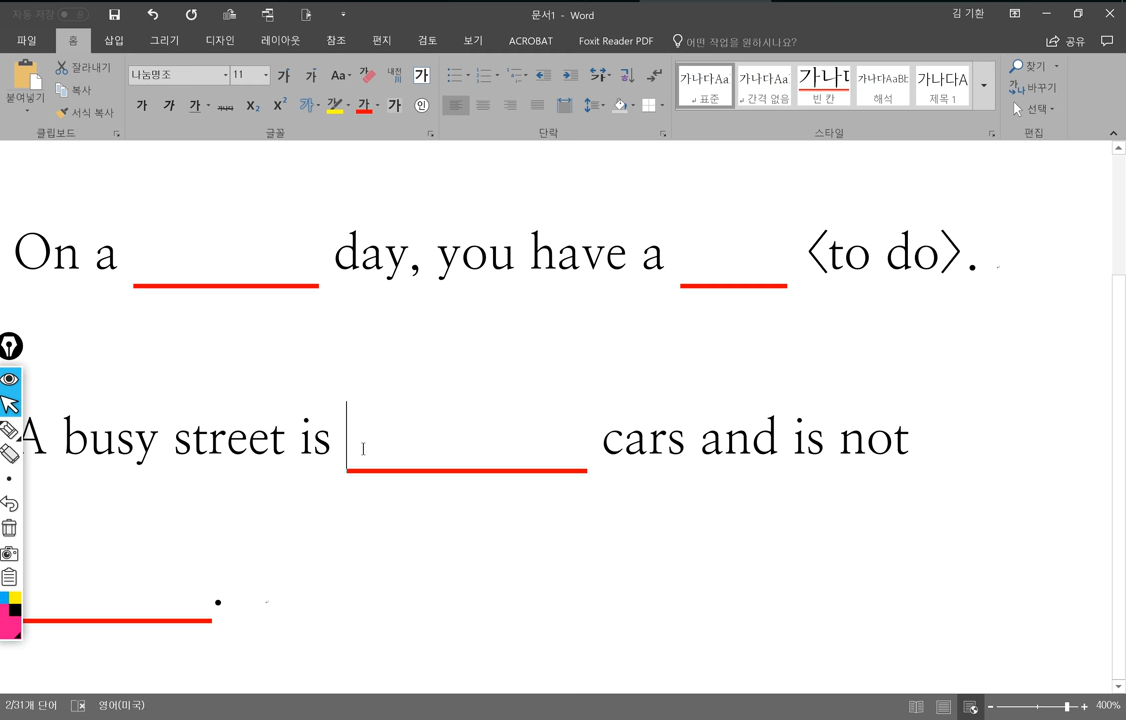 자동 저장
문서1 - Word
김 기환
파일 홈 삽입 그리기 디자인 레이아웃 참조 편지 검토 보기 ACROBAT Foxit Reader PDF 어떤 작업을 원하시나요? 공유
붙여넣기 잘라내기 복사 서식 복사
나눔명조 11
가나다Aa 표준
가나다Aa 간격 없음
가나다 빈 칸
가나다AaBb 해석
가나다A 제목 1
찾기 바꾸기 선택
클립보드 글꼴 단락 스타일 편집
On a ________ day, you have a ____ 〈to do〉.
A busy street is ________ cars and is not
________.
2/31개 단어 영어(미국) 400%